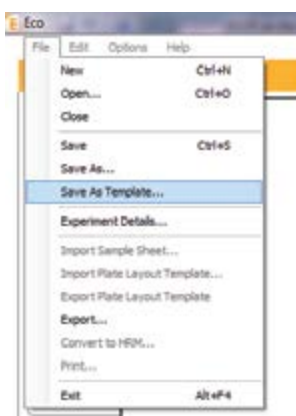 Eco
File Edit Options Help
New Ctrl+N
Open... Ctrl+O
Close
Save Ctrl+S
Save As...
Save As Template...
Experiment Details...
Import Sample Sheet...
Import Plate Layout Template...
Export Plate Layout Template
Export...
Convert to HRM...
Print...
Exit Alt+F4